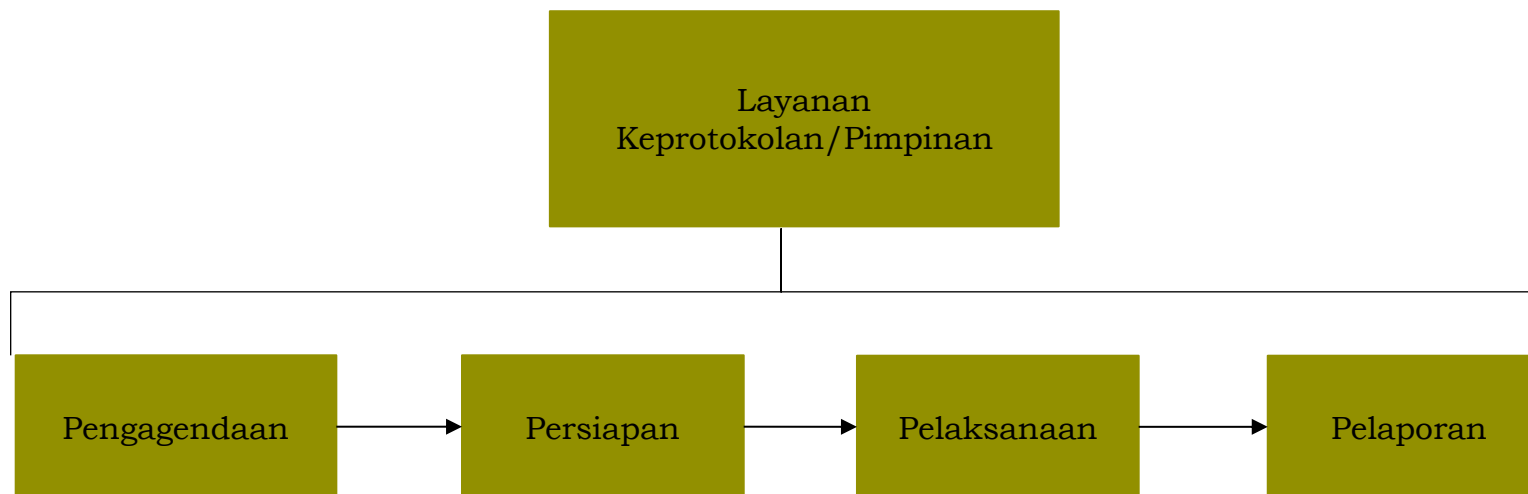 Layanan
Keprotokolan/Pimpinan
Pengagendaan
Persiapan
Pelaksanaan
Pelaporan